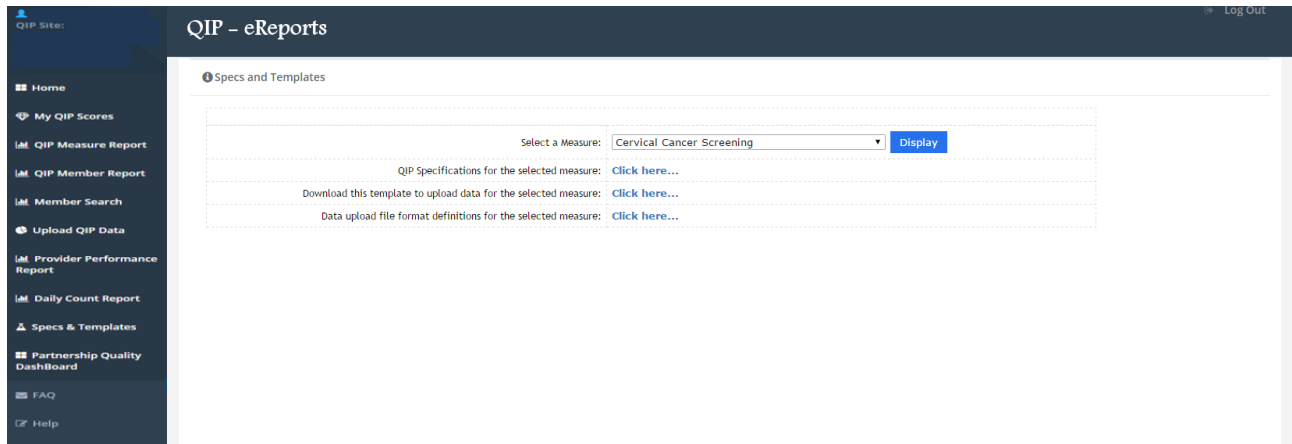 QIP Site:
QIP - eReports
Log Out
Home
My QIP Scores
QIP Measure Report
QIP Member Report
Member Search
Upload QIP Data
Provider Performance
Report
Daily Count Report
Specs & Templates
Partnership Quality
DashBoard
FAQ
Help
Specs and Templates
Select a Measure: Cervical Cancer Screening Display
QIP Specifications for the selected measure: Click here...
Download this template to upload data for the selected measure: Click here...
Data upload file format definitions for the selected measure: Click here...